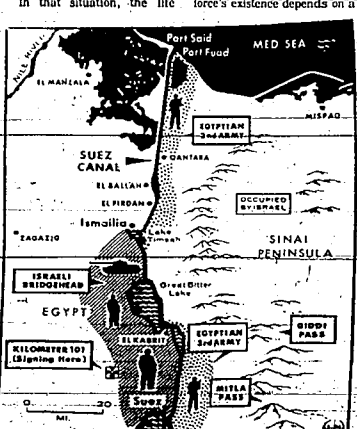 In that situation, the life force's existence depends on a
Port Said
Port Fuad
MED SEA
NILE RIVER
EL MANZALA
MISFAQ
EGYPTIAN
2nd ARMY
SUEZ
CANAL
QANTARA
EL BALLAH
OCCUPIED
BY ISRAEL
EL FIRDAN
Ismailia
ZAGAZIG
Lake
Timsah
SINAI
PENINSULA
ISRAELI
BRIDGEHEAD
Great Bitter
Lake
EGYPT
EL KABRIT
EGYPTIAN
3rd ARMY
GIDDI
PASS
KILOMETER 101
(Signing Here)
Suez
MITLA
PASS
0 20
MI.